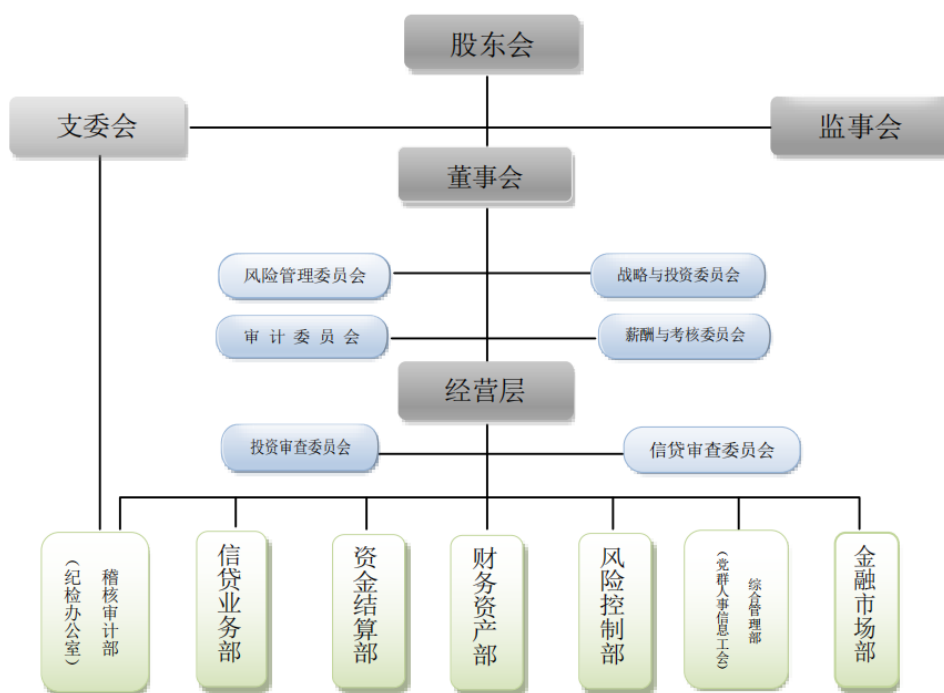 股东会
支委会
监事会
董事会
风险管理委员会
战略与投资委员会
审计委员会
薪酬与考核委员会
经营层
投资审查委员会
信贷审查委员会
稽核审计部
(纪检办公室)
信贷业务部
资金结算部
财务资产部
风险控制部
综合管理部
(党群人事信息工会)
金融市场部